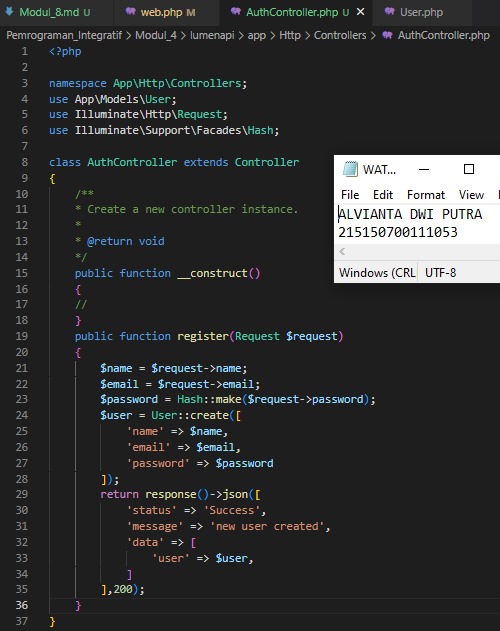 Modul_8.md U web.php M AuthController.php U User.php
Pemrograman_Integratif > Modul_4 > lumenapi > app > Http > Controllers > AuthController.php
1 <?php
2
3 namespace App\Http\Controllers;
4 use App\Models\User;
5 use Illuminate\Http\Request;
6 use Illuminate\Support\Facades\Hash;
7
8 class AuthController extends Controller
9 {
10 /**
11 * Create a new controller instance.
12 *
13 * @return void
14 */
15 public function __construct()
16 {
17 //
18 }
19 public function register(Request $request)
20 {
21 $name = $request->name;
22 $email = $request->email;
23 $password = Hash::make($request->password);
24 $user = User::create([
25 'name' => $name,
26 'email' => $email,
27 'password' => $password
28 ]);
29 return response()->json([
30 'status' => 'Success',
31 'message' => 'new user created',
32 'data' => [
33 'user' => $user,
34 ]
35 ],200);
36 }
37 }
WAT...
File Edit Format View
ALVIANTA DWI PUTRA
215150700111053
Windows (CRL UTF-8